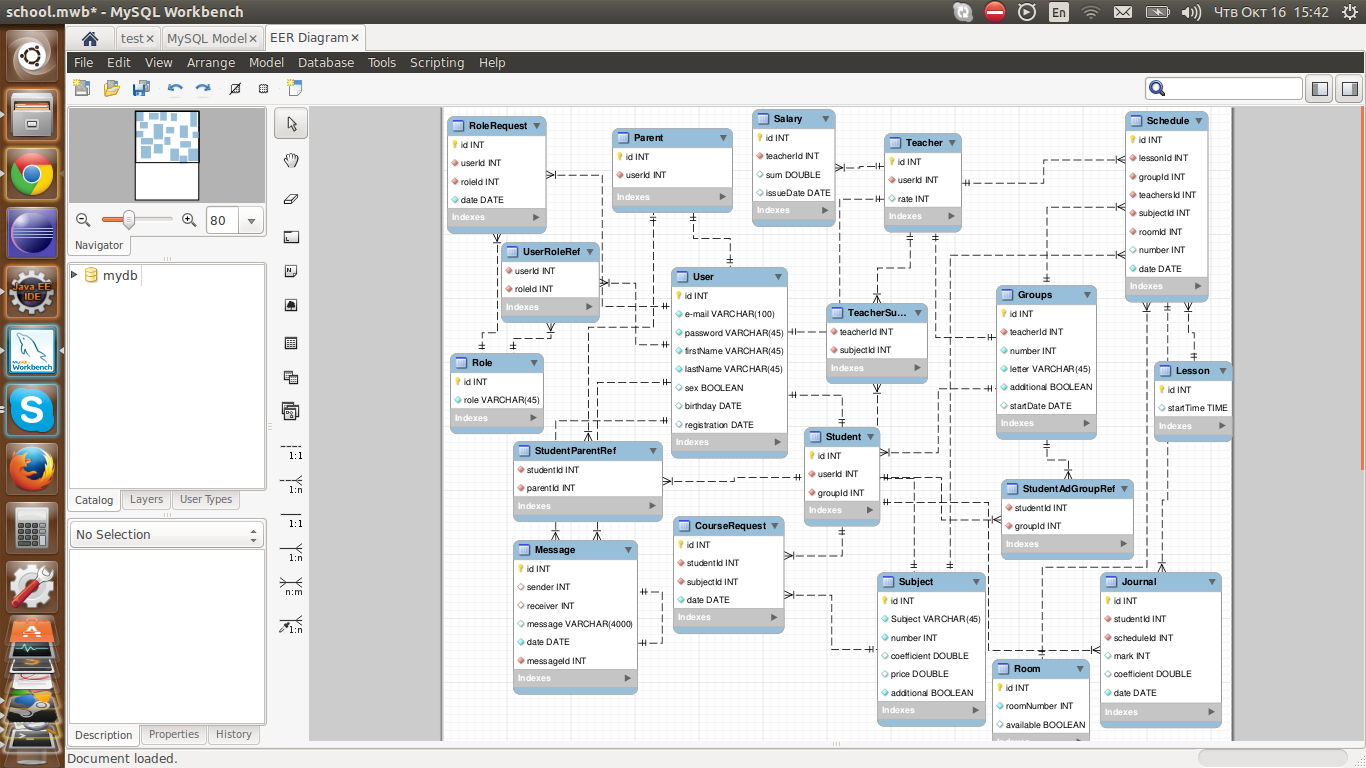 school.mwb* - MySQL Workbench
En
Чтв Окт 16 15:42
test
MySQL Model
EER Diagram
File Edit View Arrange Model Database Tools Scripting Help
80
Navigator
mydb
Catalog Layers User Types
No Selection
Description Properties History
Document loaded.
Java EE
IDE
MySQL
Workbench
1:1
1:n
1:1
1:n
n:m
1:n
RoleRequest
id INT
userId INT
roleId INT
date DATE
Indexes
Parent
id INT
userId INT
Indexes
Salary
id INT
teacherId INT
sum DOUBLE
issueDate DATE
Indexes
Teacher
id INT
userId INT
rate INT
Indexes
Schedule
id INT
lessonId INT
groupId INT
teachersId INT
subjectId INT
roomId INT
number INT
date DATE
Indexes
UserRoleRef
userId INT
roleId INT
Indexes
User
id INT
e-mail VARCHAR(100)
password VARCHAR(45)
firstName VARCHAR(45)
lastName VARCHAR(45)
sex BOOLEAN
birthday DATE
registration DATE
Indexes
TeacherSu...
teacherId INT
subjectId INT
Indexes
Groups
id INT
teacherId INT
number INT
letter VARCHAR(45)
additional BOOLEAN
startDate DATE
Indexes
Role
id INT
role VARCHAR(45)
Indexes
Lesson
id INT
startTime TIME
Indexes
StudentParentRef
studentId INT
parentId INT
Indexes
Student
id INT
userId INT
groupId INT
Indexes
StudentAdGroupRef
studentId INT
groupId INT
Indexes
Message
id INT
sender INT
receiver INT
message VARCHAR(4000)
date DATE
messageId INT
Indexes
CourseRequest
id INT
studentId INT
subjectId INT
date DATE
Indexes
Subject
id INT
Subject VARCHAR(45)
number INT
coefficient DOUBLE
price DOUBLE
additional BOOLEAN
Indexes
Room
id INT
roomNumber INT
available BOOLEAN
Journal
id INT
studentId INT
scheduleId INT
mark INT
coefficient DOUBLE
date DATE
Indexes